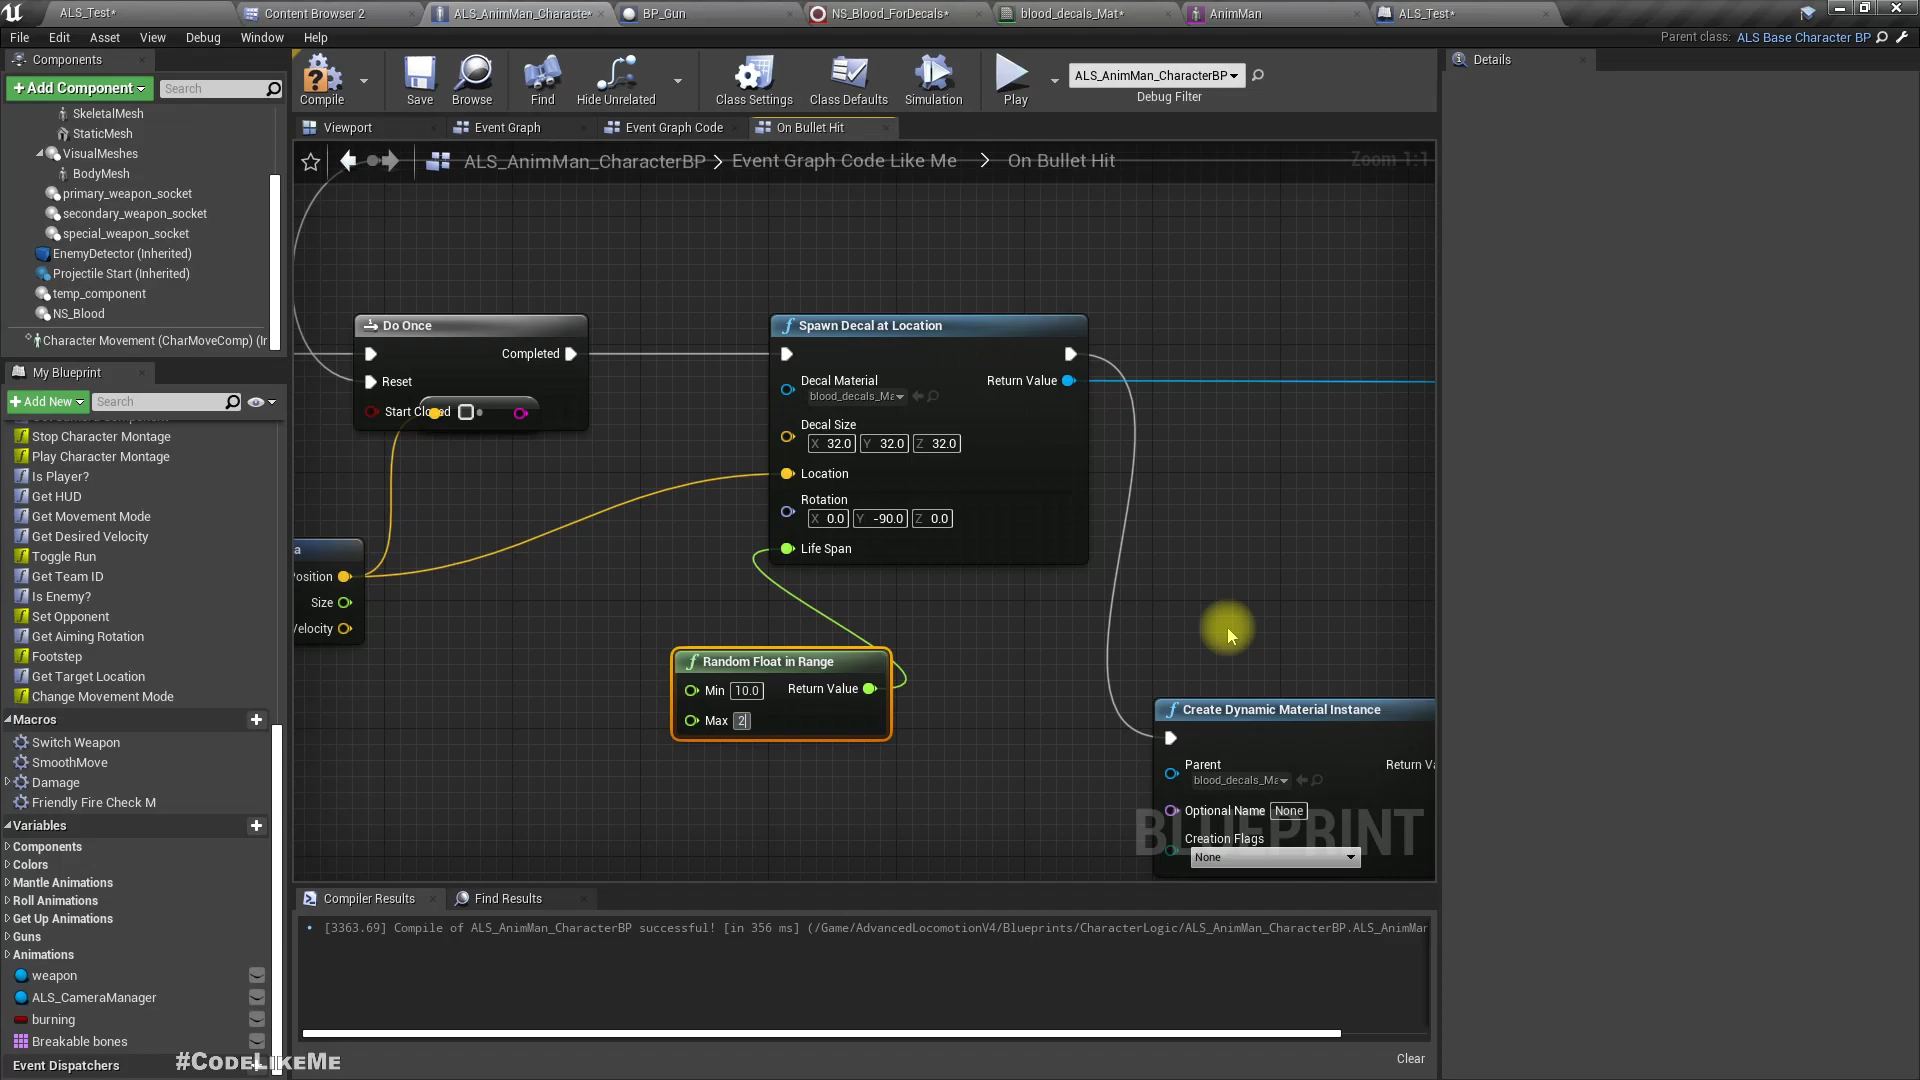 ALS_Test*
Content Browser 2
ALS_AnimMan_Characte*
BP_Gun
NS_Blood_ForDecals*
blood_decals_Mat*
AnimMan
ALS_Test*
File Edit Asset View Debug Window Help
Parent class: ALS Base Character BP
Components
+Add Component
Search
SkeletalMesh
StaticMesh
VisualMeshes
BodyMesh
primary_weapon_socket
secondary_weapon_socket
special_weapon_socket
EnemyDetector (Inherited)
Projectile Start (Inherited)
temp_component
NS_Blood
Character Movement (CharMoveComp) (Ir
My Blueprint
+Add New
Search
Stop Character Montage
Play Character Montage
Is Player?
Get HUD
Get Movement Mode
Get Desired Velocity
Toggle Run
Get Team ID
Is Enemy?
Set Opponent
Get Aiming Rotation
Footstep
Get Target Location
Change Movement Mode
Macros
Switch Weapon
SmoothMove
Damage
Friendly Fire Check M
Variables
Components
Colors
Mantle Animations
Roll Animations
Get Up Animations
Guns
Animations
weapon
ALS_CameraManager
burning
Breakable bones
Event Dispatchers
#CodeLikeMe
Compile
Save
Browse
Find
Hide Unrelated
Class Settings
Class Defaults
Simulation
Play
ALS_AnimMan_CharacterBP
Debug Filter
Viewport
Event Graph
Event Graph Code
On Bullet Hit
ALS_AnimMan_CharacterBP > Event Graph Code Like Me > On Bullet Hit
Zoom 1:1
Do Once
Completed
Reset
Start Closed
a
Position
Size
Velocity
Spawn Decal at Location
Decal Material
Return Value
blood_decals_Ma
Decal Size
X 32.0 Y 32.0 Z 32.0
Location
Rotation
X 0.0 Y -90.0 Z 0.0
Life Span
Random Float in Range
Min 10.0
Return Value
Max 2
Create Dynamic Material Instance
Parent
Return Va
blood_decals_Ma
Optional Name None
Creation Flags
None
BLUEPRINT
Compiler Results
Find Results
[3363.69] Compile of ALS_AnimMan_CharacterBP successful! [in 356 ms] (/Game/AdvancedLocomotionV4/Blueprints/CharacterLogic/ALS_AnimMan_CharacterBP.ALS_AnimMar
Clear
Details